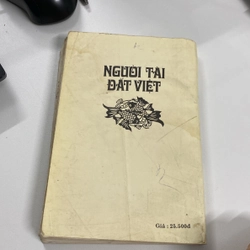 NGƯỜI TÀI
ĐẤT VIỆT
Giá : 25.500đ